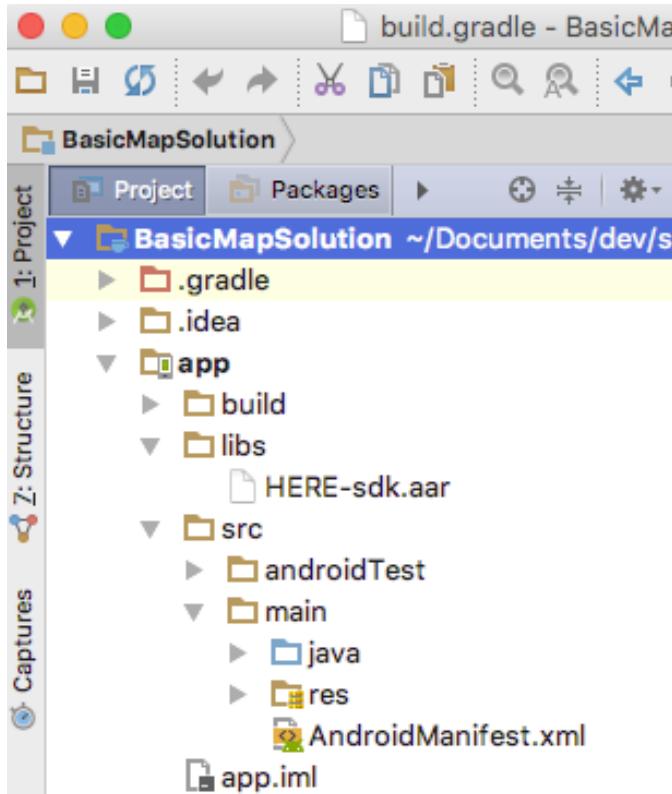 build.gradle - BasicMa
BasicMapSolution
Project Packages
1: Project
BasicMapSolution ~/Documents/dev/s
.gradle
.idea
app
build
libs
7: Structure
HERE-sdk.aar
src
androidTest
main
Captures
java
res
AndroidManifest.xml
app.iml